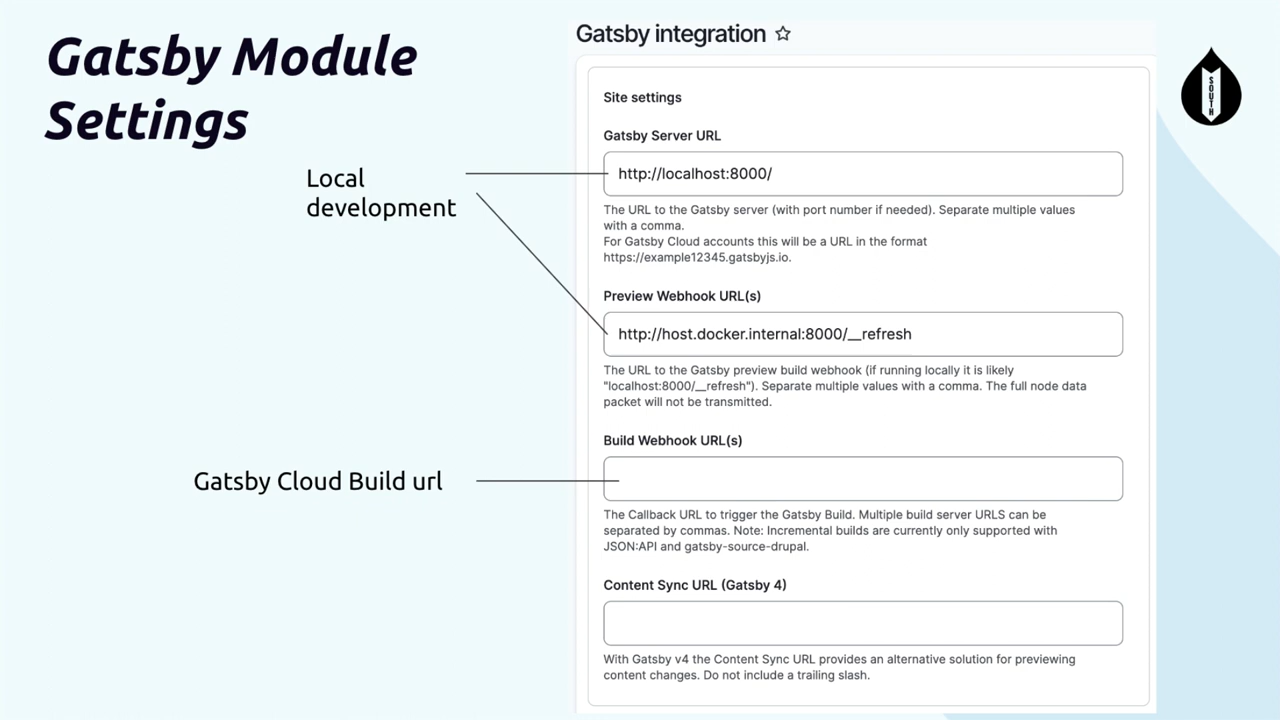 Gatsby Module
Settings
Local
development
Gatsby Cloud Build url
Gatsby integration
Site settings
Gatsby Server URL
http://localhost:8000/
The URL to the Gatsby server (with port number if needed). Separate multiple values
with a comma.
For Gatsby Cloud accounts this will be a URL in the format
https://example12345.gatsbyjs.io.
Preview Webhook URL(s)
http://host.docker.internal:8000/__refresh
The URL to the Gatsby preview build webhook (if running locally it is likely
"localhost:8000/__refresh"). Separate multiple values with a comma. The full node data
packet will not be transmitted.
Build Webhook URL(s)
The Callback URL to trigger the Gatsby Build. Multiple build server URLS can be
separated by commas. Note: Incremental builds are currently only supported with
JSON:API and gatsby-source-drupal.
Content Sync URL (Gatsby 4)
With Gatsby v4 the Content Sync URL provides an alternative solution for previewing
content changes. Do not include a trailing slash.
SOUTH